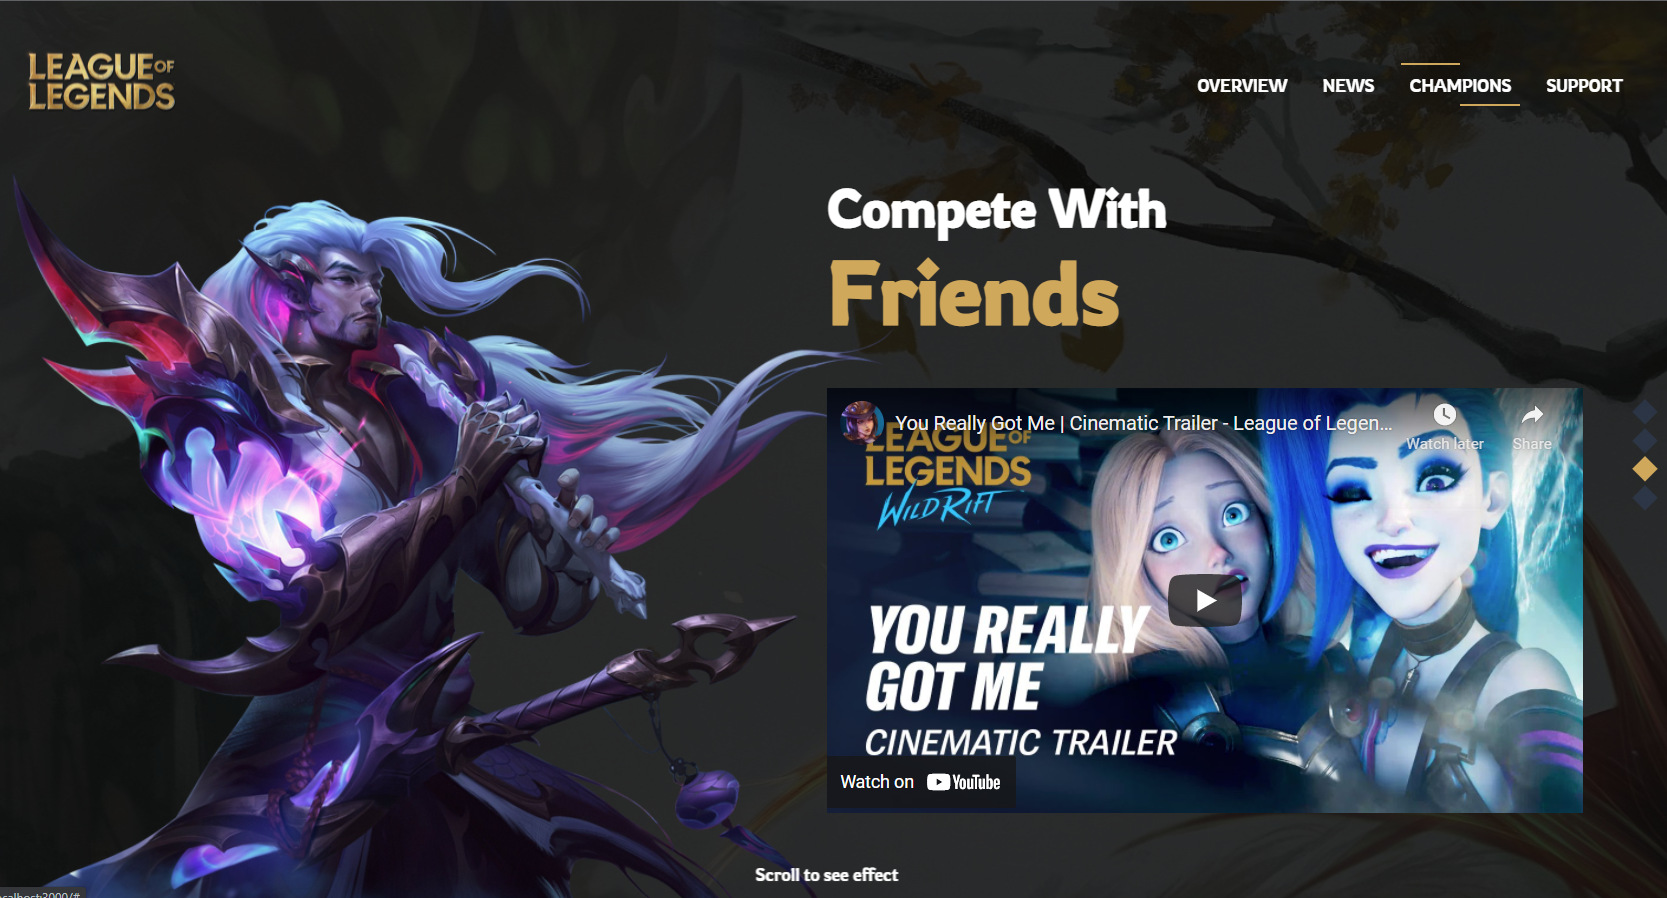 LEAGUE OF
LEGENDS
OVERVIEW NEWS CHAMPIONS SUPPORT
Compete With
Friends
You Really Got Me | Cinematic Trailer - League of Legen...
Watch later Share
LEAGUE OF
LEGENDS
WILD RIFT
YOU REALLY
GOT ME
CINEMATIC TRAILER
Watch on YouTube
Scroll to see effect